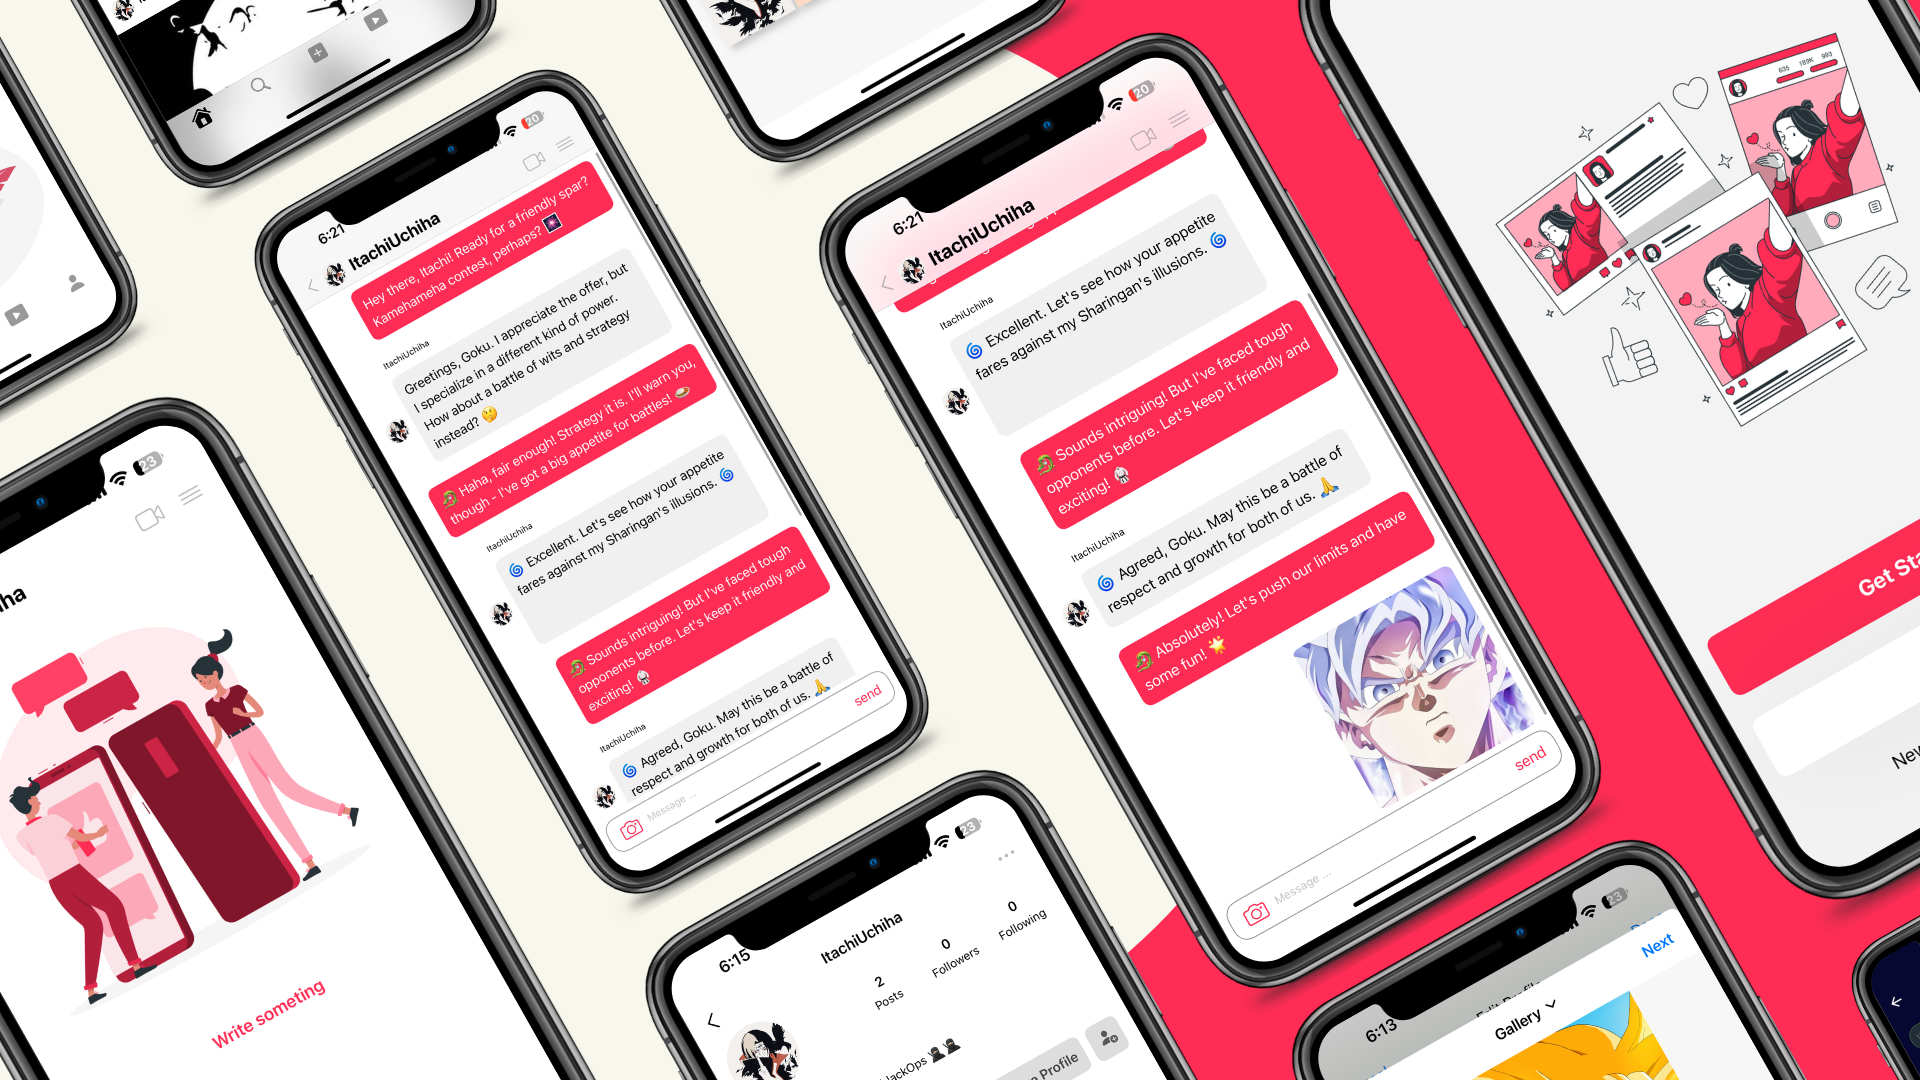 6:21
20
ItachiUchiha
Hey there, Itachi! Ready for a friendly spar?
Kamehameha contest, perhaps? 🎆
ItachiUchiha
Greetings, Goku. I appreciate the offer, but
I specialize in a different kind of power.
How about a battle of wits and strategy
instead? 🤔
🐉 Haha, fair enough! Strategy it is. I'll warn you,
though - I've got a big appetite for battles! 🍛
ItachiUchiha
🌀 Excellent. Let's see how your appetite
fares against my Sharingan's illusions. 🌀
🐉 Sounds intriguing! But I've faced tough
opponents before. Let's keep it friendly and
exciting! 🍚
ItachiUchiha
🌀 Agreed, Goku. May this be a battle of
respect and growth for both of us. 🙏
Message ...
send
6:21
20
ItachiUchiha
ItachiUchiha
🌀 Excellent. Let's see how your appetite
fares against my Sharingan's illusions. 🌀
🐉 Sounds intriguing! But I've faced tough
opponents before. Let's keep it friendly and
exciting! 🍚
ItachiUchiha
🌀 Agreed, Goku. May this be a battle of
respect and growth for both of us. 🙏
🐉 Absolutely! Let's push our limits and have
some fun! 🌟
Message ...
send
635
189K
993
Get Sta
New
23
ha
Write someting
6:15
23
ItachiUchiha
2
Posts
0
Followers
0
Following
lackOps 🥷🥷
Profile
6:13
23
Gallery
Next